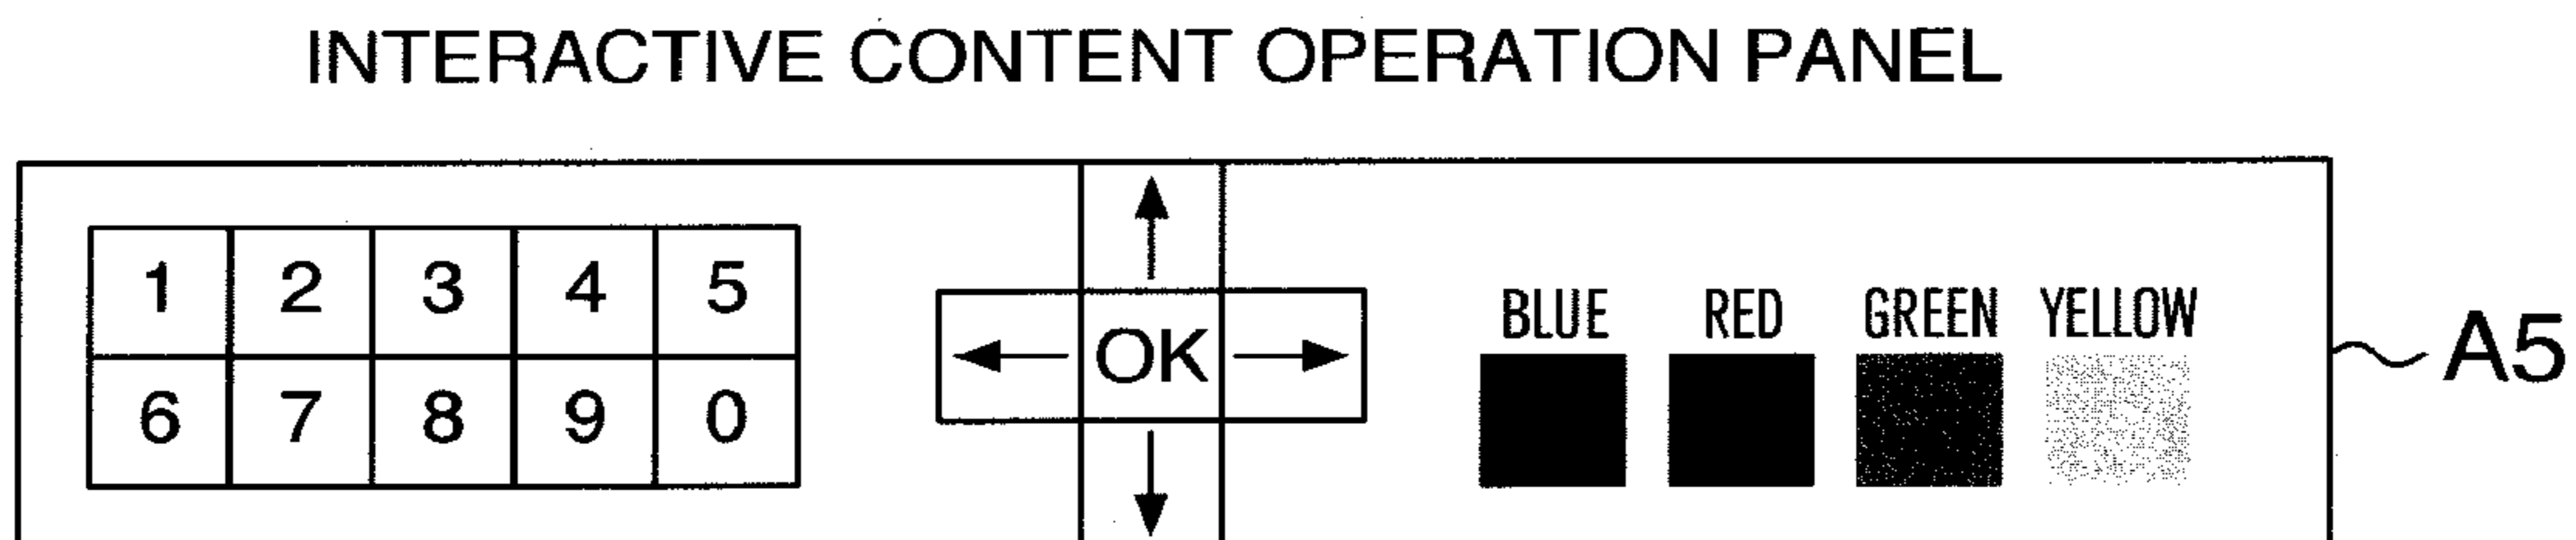 INTERACTIVE CONTENT OPERATION PANEL
1 2 3 4 5
6 7 8 9 0
OK
BLUE RED GREEN YELLOW
A5